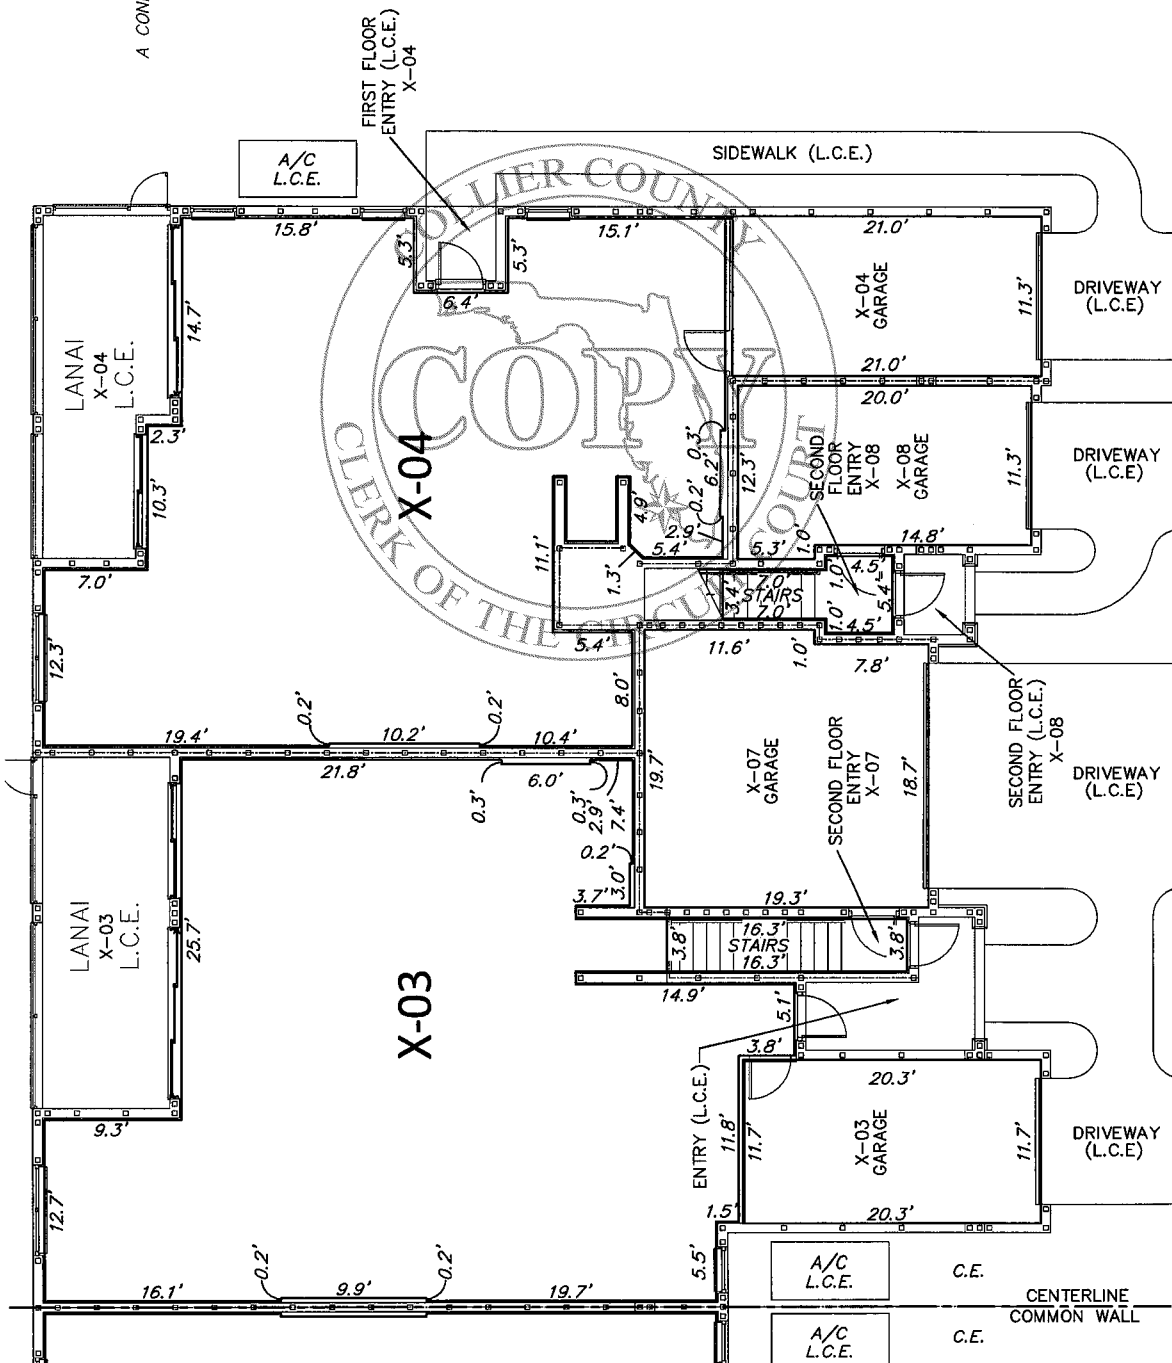 A CON
FIRST FLOOR
ENTRY (L.C.E.)
X-04
A/C
L.C.E.
SIDEWALK (L.C.E.)
COLLIER COUNTY
COPY
CLERK OF THE CIRCUIT COURT
15.8'
5.3'
6.4'
5.3'
15.1'
21.0'
X-04
GARAGE
11.3'
DRIVEWAY
(L.C.E)
21.0'
LANAI
X-04
L.C.E.
14.7'
2.3'
10.3'
7.0'
12.3'
X-04
20.0'
0.3'
6.2'
0.2'
2.9'
12.3'
SECOND
FLOOR
ENTRY
X-08
X-08
GARAGE
11.3'
DRIVEWAY
(L.C.E)
4.9'
5.4'
5.3'
1.0'
14.8'
11.1'
1.3'
3.4'
7.0'
STAIRS
7.0'
1.0'
4.5'
5.4'
1.0'
4.5'
5.4'
11.6'
1.0'
7.8'
8.0'
19.4'
0.2'
10.2'
0.2'
10.4'
21.8'
0.3'
6.0'
0.3'
2.9'
7.4'
0.2'
3.0'
3.7'
19.7'
X-07
GARAGE
SECOND FLOOR
ENTRY
X-07
18.7'
SECOND FLOOR
ENTRY (L.C.E.)
X-08
DRIVEWAY
(L.C.E)
19.3'
LANAI
X-03
L.C.E.
25.7'
X-03
3.8'
16.3'
STAIRS
16.3'
3.8'
14.9'
5.1'
3.8'
ENTRY (L.C.E.)
9.3'
12.7'
20.3'
11.8'
11.7'
X-03
GARAGE
11.7'
DRIVEWAY
(L.C.E)
20.3'
1.5'
5.5'
16.1'
0.2'
9.9'
0.2'
19.7'
A/C
L.C.E.
C.E.
CENTERLINE
COMMON WALL
A/C
L.C.E.
C.E.